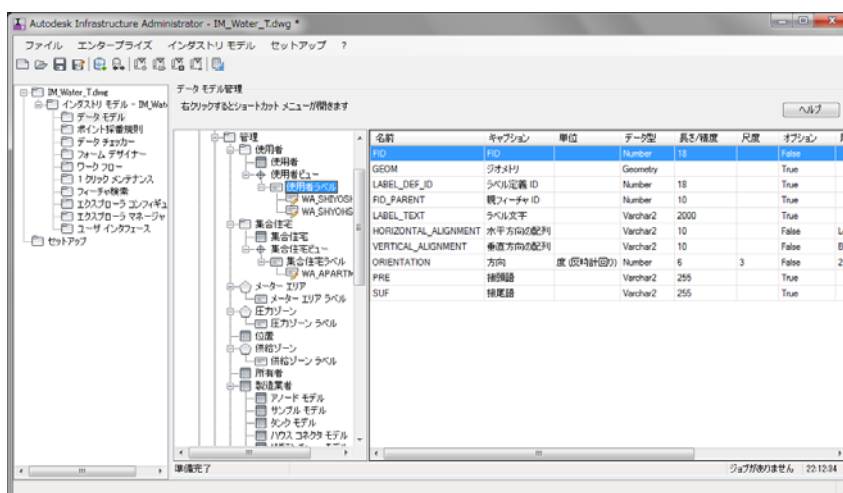 Autodesk Infrastructure Administrator - IM_Water_T.dwg *
ファイル エンタープライズ インダストリ モデル セットアップ ?
IM_Water_T.dwg
インダストリ モデル - IM_Wat
データ モデル
ポイント採番規則
データ チェッカー
フォーム デザイナー
ワーク フロー
1 クリック メンテナンス
フィーチャ検索
エクスプローラ コンフィギュ
エクスプローラ マネージャ
ユーザ インタフェース
セットアップ
データ モデル管理
右クリックするとショートカット メニューが開きます
ヘルプ
管理
使用者
使用者
使用者ビュー
使用者ラベル
WA_SHIYOSH
WA_SHIYOHS
集合住宅
集合住宅
集合住宅ビュー
集合住宅ラベル
WA_APARTM
メーター エリア
メーター エリア ラベル
圧力ゾーン
圧力ゾーン ラベル
位置
供給ゾーン
供給ゾーン ラベル
所有者
製造業者
アノード モデル
サンプル モデル
タンク モデル
ハウス コネクタ モデル
名前 キャプション 単位 データ型 長さ/精度 尺度 オプション
FID FID Number 18 False
GEOM ジオメトリ Geometry True
LABEL_DEF_ID ラベル定義 ID Number 18 True
FID_PARENT 親フィーチャ ID Number 10 True
LABEL_TEXT ラベル文字 Varchar2 2000 True
HORIZONTAL_ALIGNMENT 水平方向の配列 Varchar2 10 False
VERTICAL_ALIGNMENT 垂直方向の配列 Varchar2 10 False
ORIENTATION 方向 度 (反時計回り) Number 6 3 False 2
PRE 接頭語 Varchar2 255 True
SUF 接尾語 Varchar2 255 True
準備完了
ジョブがありません 22:12:34